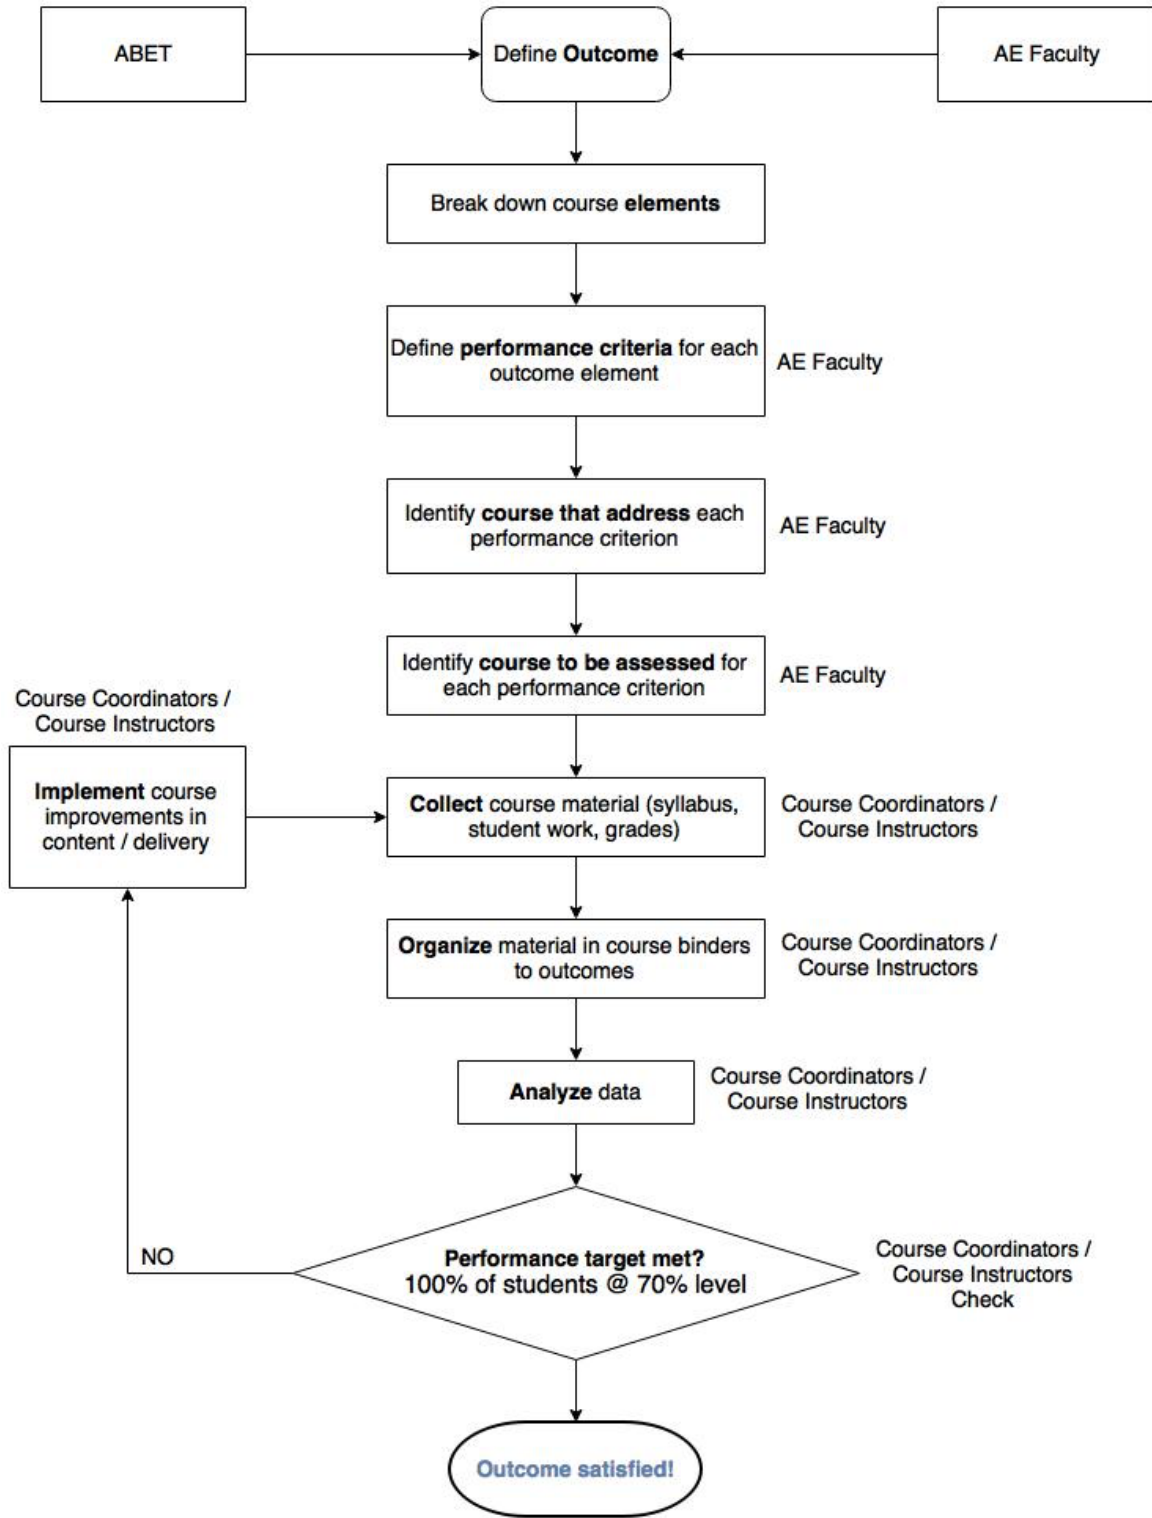 ABET
Define Outcome
AE Faculty
Break down course elements
Define performance criteria for each
outcome element
AE Faculty
Identify course that address each
performance criterion
AE Faculty
Identify course to be assessed for
each performance criterion
AE Faculty
Course Coordinators /
Course Instructors
Implement course
improvements in
content / delivery
Collect course material (syllabus,
student work, grades)
Course Coordinators /
Course Instructors
Organize material in course binders
to outcomes
Course Coordinators /
Course Instructors
Analyze data
Course Coordinators /
Course Instructors
NO
Performance target met?
100% of students @ 70% level
Course Coordinators /
Course Instructors
Check
Outcome satisfied!